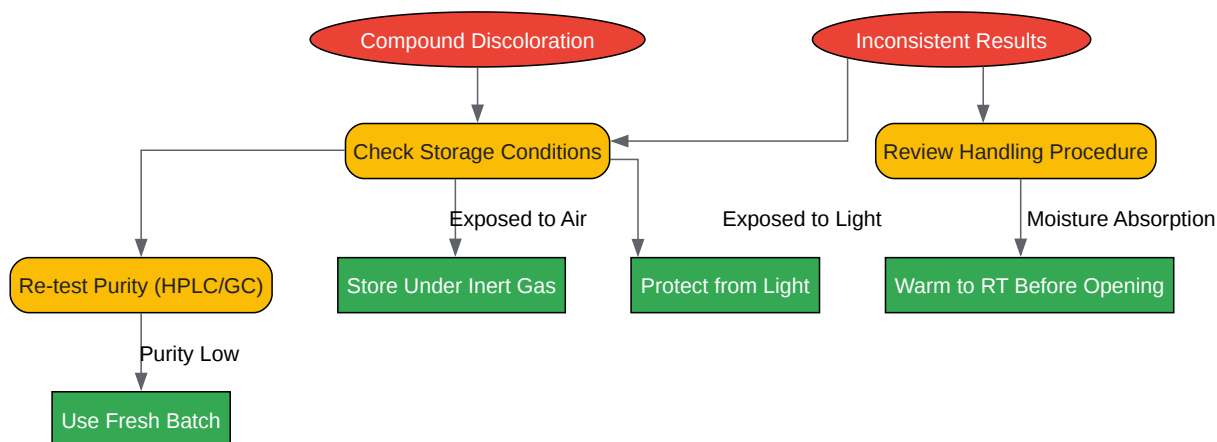 Compound Discoloration
Inconsistent Results
Check Storage Conditions
Review Handling Procedure
Exposed to Air
Exposed to Light
Moisture Absorption
Re-test Purity (HPLC/GC)
Store Under Inert Gas
Protect from Light
Warm to RT Before Opening
Purity Low
Use Fresh Batch